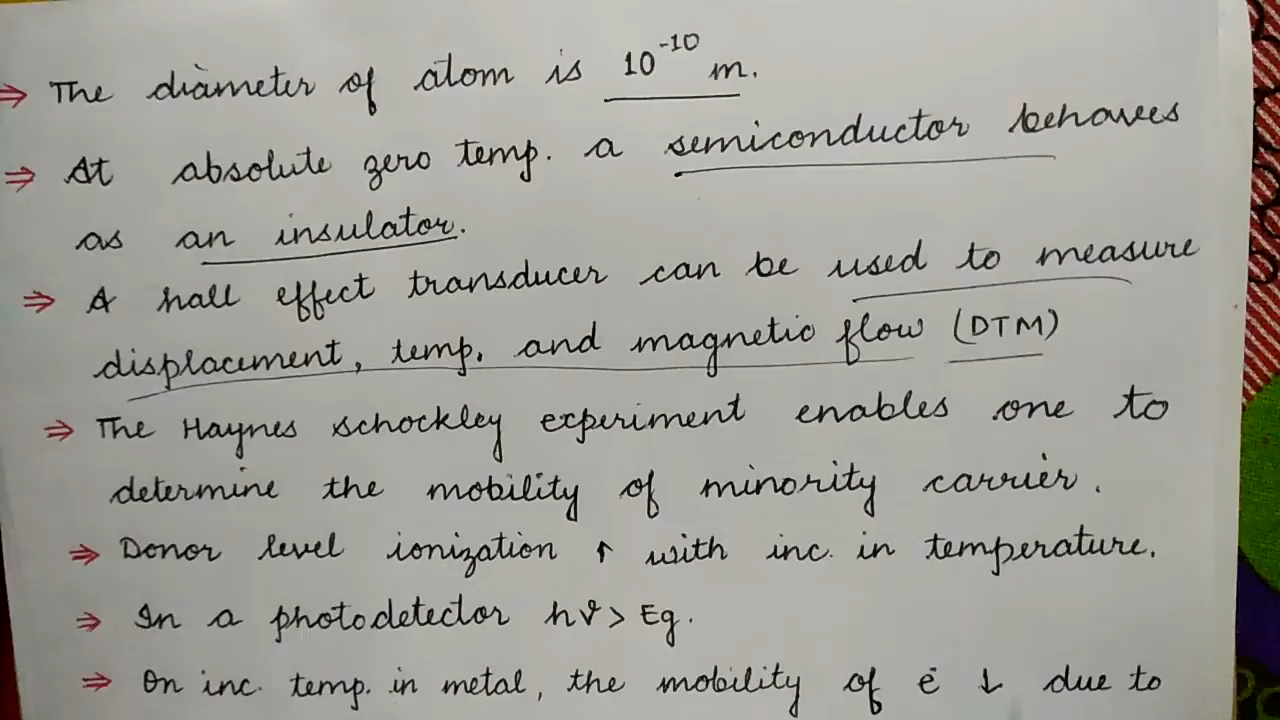 ⇒ The diameter of atom is 10⁻¹⁰ m.
⇒ At absolute zero temp. a semiconductor behaves
as an insulator.
⇒ A hall effect transducer can be used to measure
displacement, temp. and magnetic flow (DTM)
⇒ The Haynes schockley experiment enables one to
determine the mobility of minority carrier.
⇒ Donor level ionization ↑ with inc. in temperature.
⇒ In a photodetector hν > Eg.
⇒ On inc. temp. in metal, the mobility of e⁻ ↓ due to